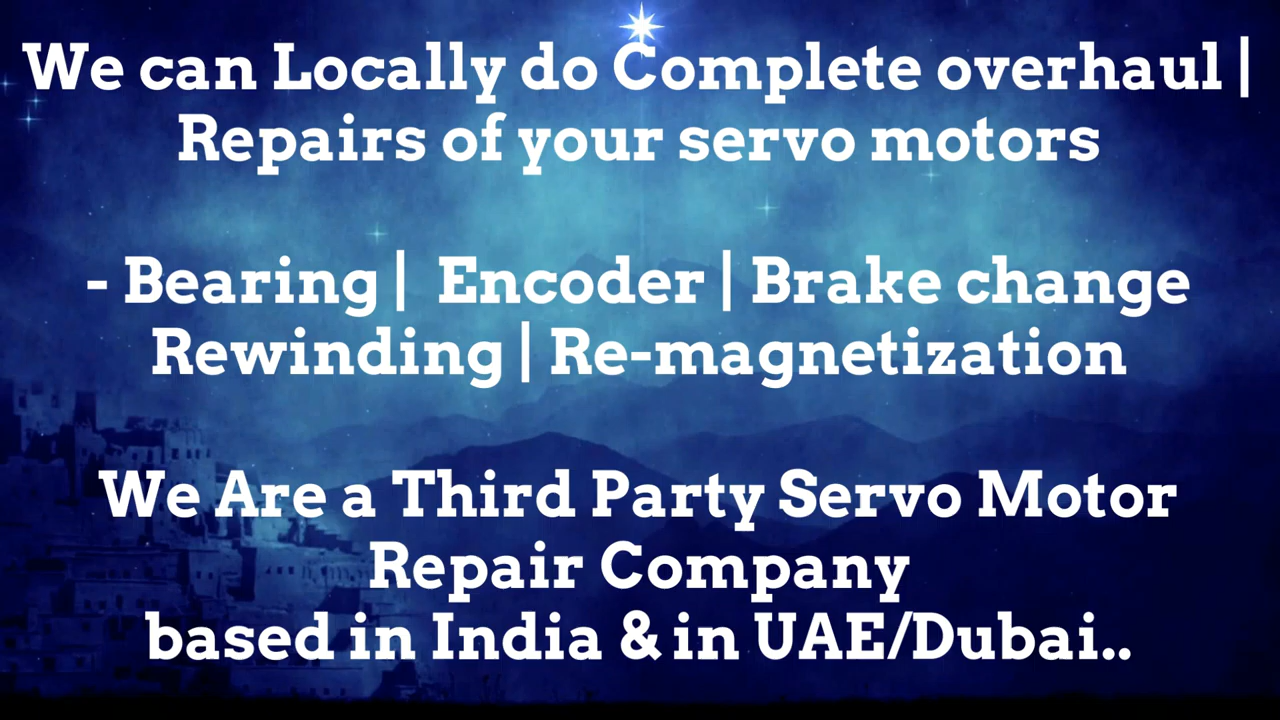 We can Locally do Complete overhaul |
Repairs of your servo motors
- Bearing | Encoder | Brake change
Rewinding | Re-magnetization
We Are a Third Party Servo Motor
Repair Company
based in India & in UAE/Dubai..